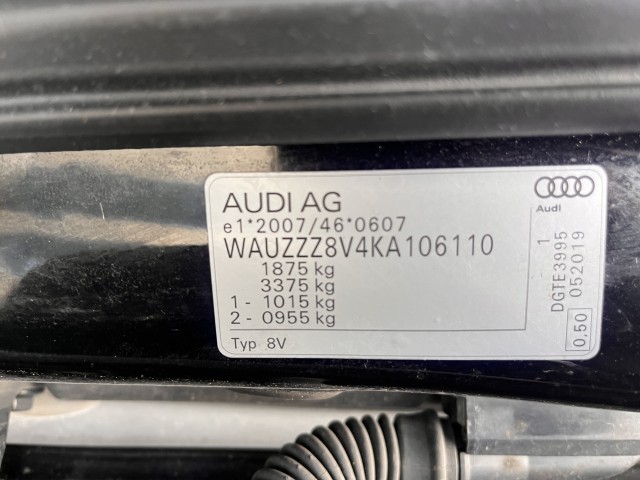 AUDI AG
Audi
e1*2007/46*0607
WAUZZZ8V4KA106110
1875 kg
3375 kg
1 - 1015 kg
2 - 0955 kg
Typ 8V
1
DGTE3995
052019
0,50